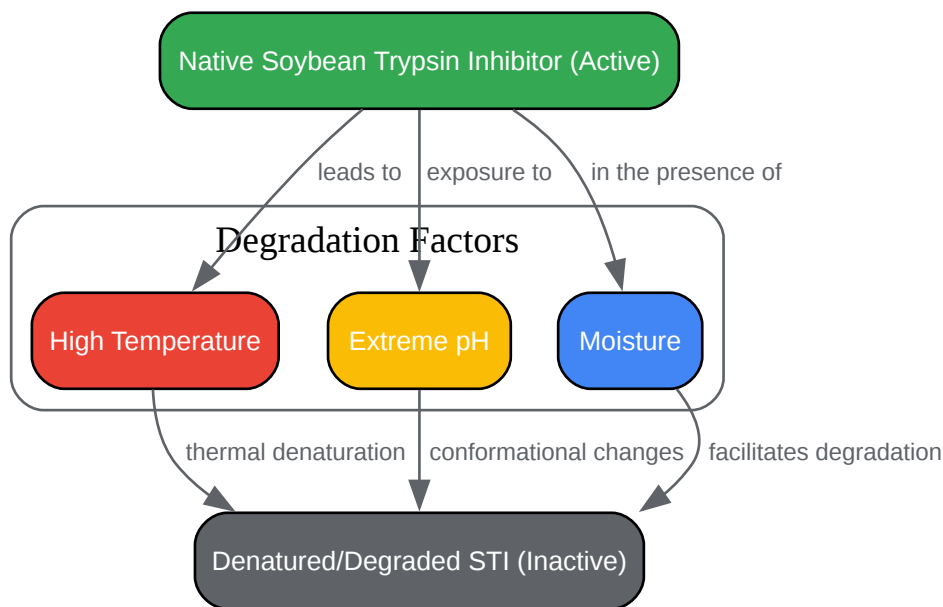 Native Soybean Trypsin Inhibitor (Active)
leads to
exposure to
in the presence of
Degradation Factors
High Temperature
Extreme pH
Moisture
thermal denaturation
conformational changes
facilitates degradation
Denatured/Degraded STI (Inactive)